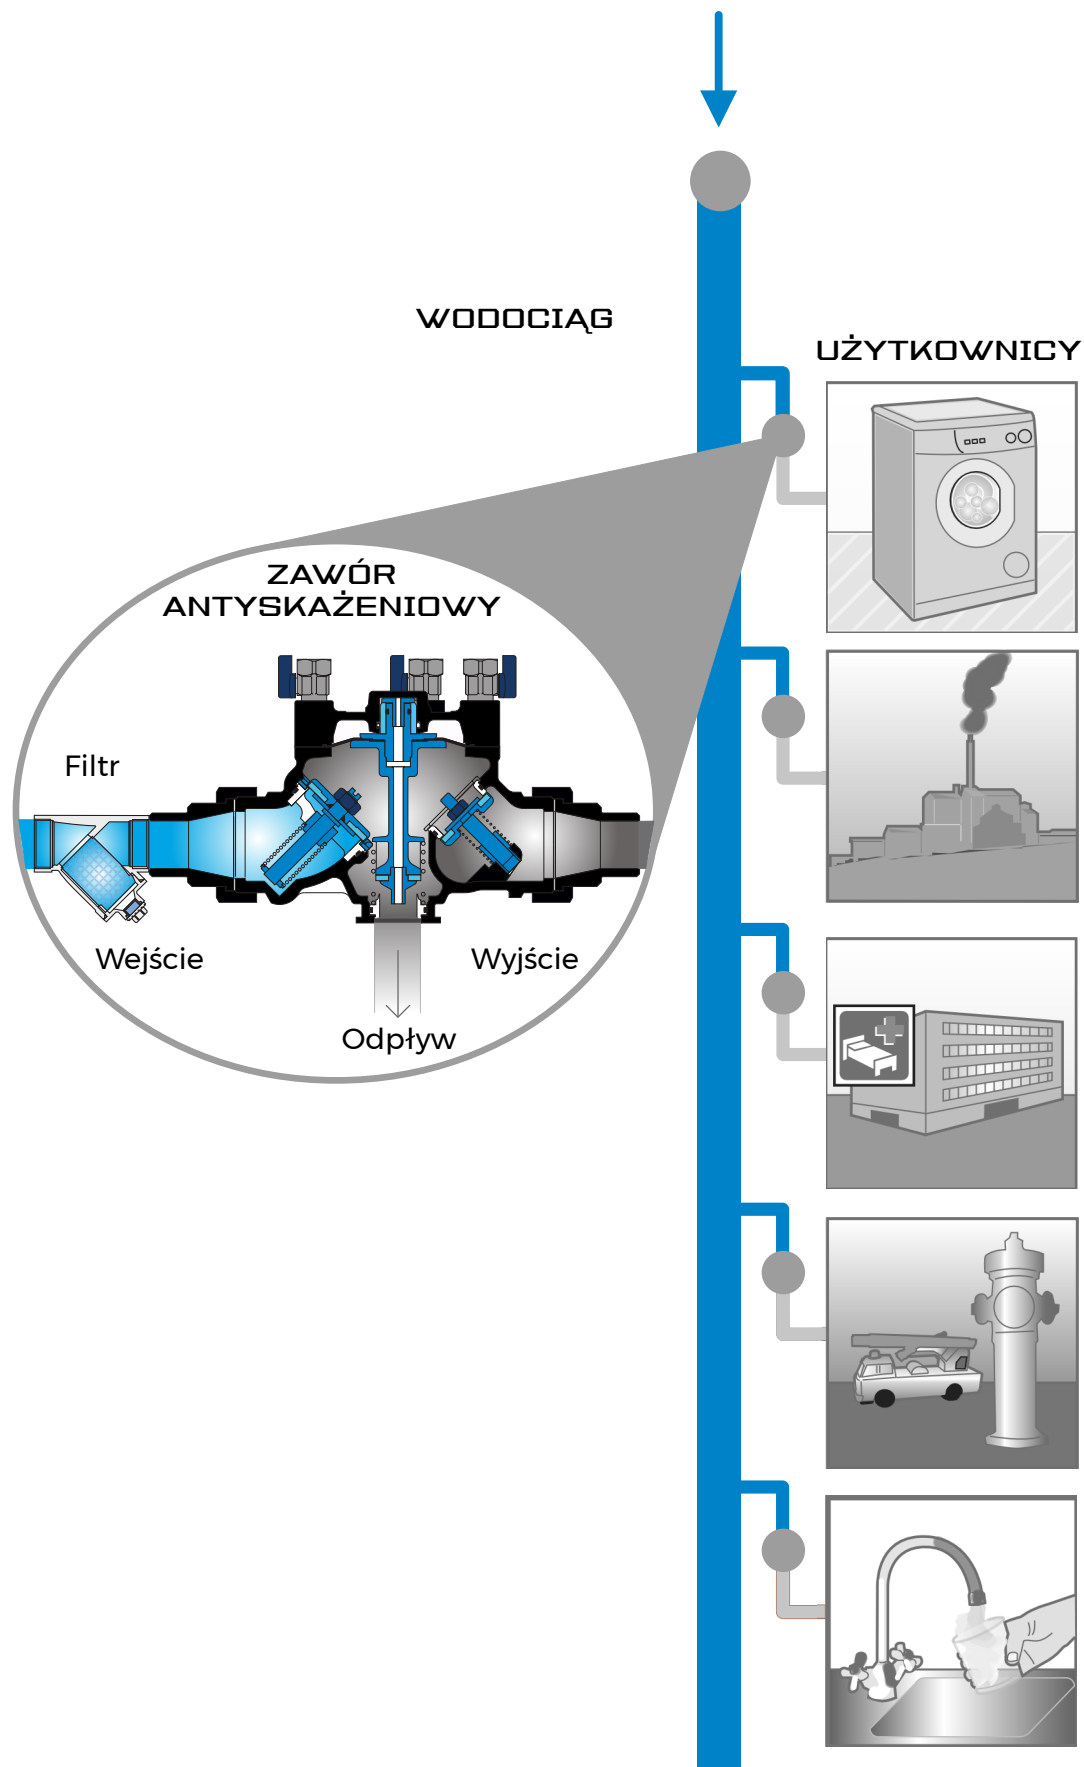 WODOCIĄG
UŻYTKOWNICY
ZAWÓR
ANTYSKAŻENIOWY
Filtr
Wejście
Wyjście
Odpływ